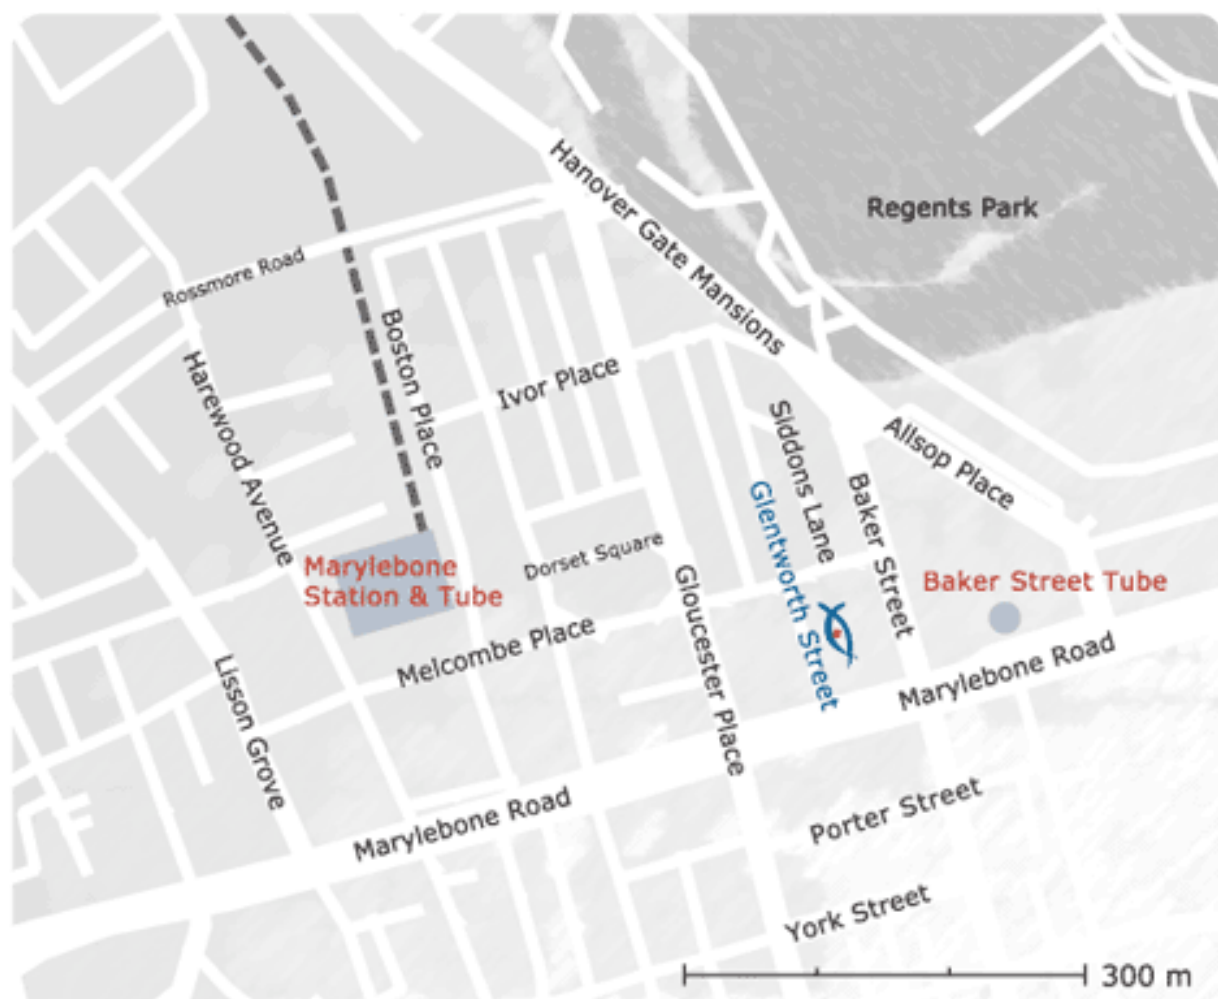 Hanover Gate Mansions
Regents Park
Rossmore Road
Boston Place
Harewood Avenue
Ivor Place
Siddons Lane
Allsop Place
Baker Street
Glentworth Street
Dorset Square
Marylebone
Station & Tube
Gloucester Place
Baker Street Tube
Melcombe Place
Marylebone Road
Lisson Grove
Marylebone Road
Porter Street
York Street
300 m